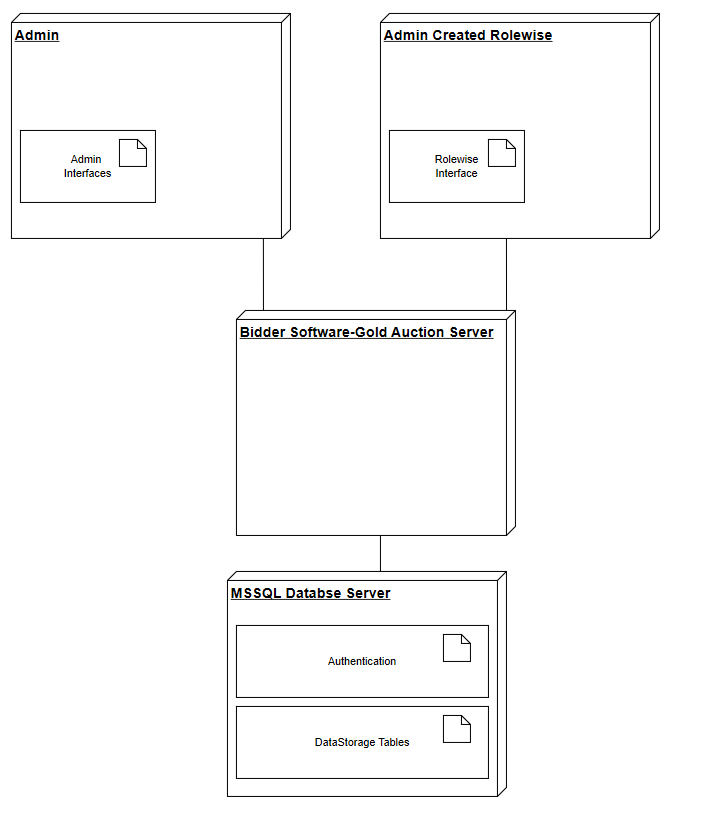 Admin
Admin Created Rolewise
Admin
Interfaces
Rolewise
Interface
Bidder Software-Gold Auction Server
MSSQL Databse Server
Authentication
DataStorage Tables